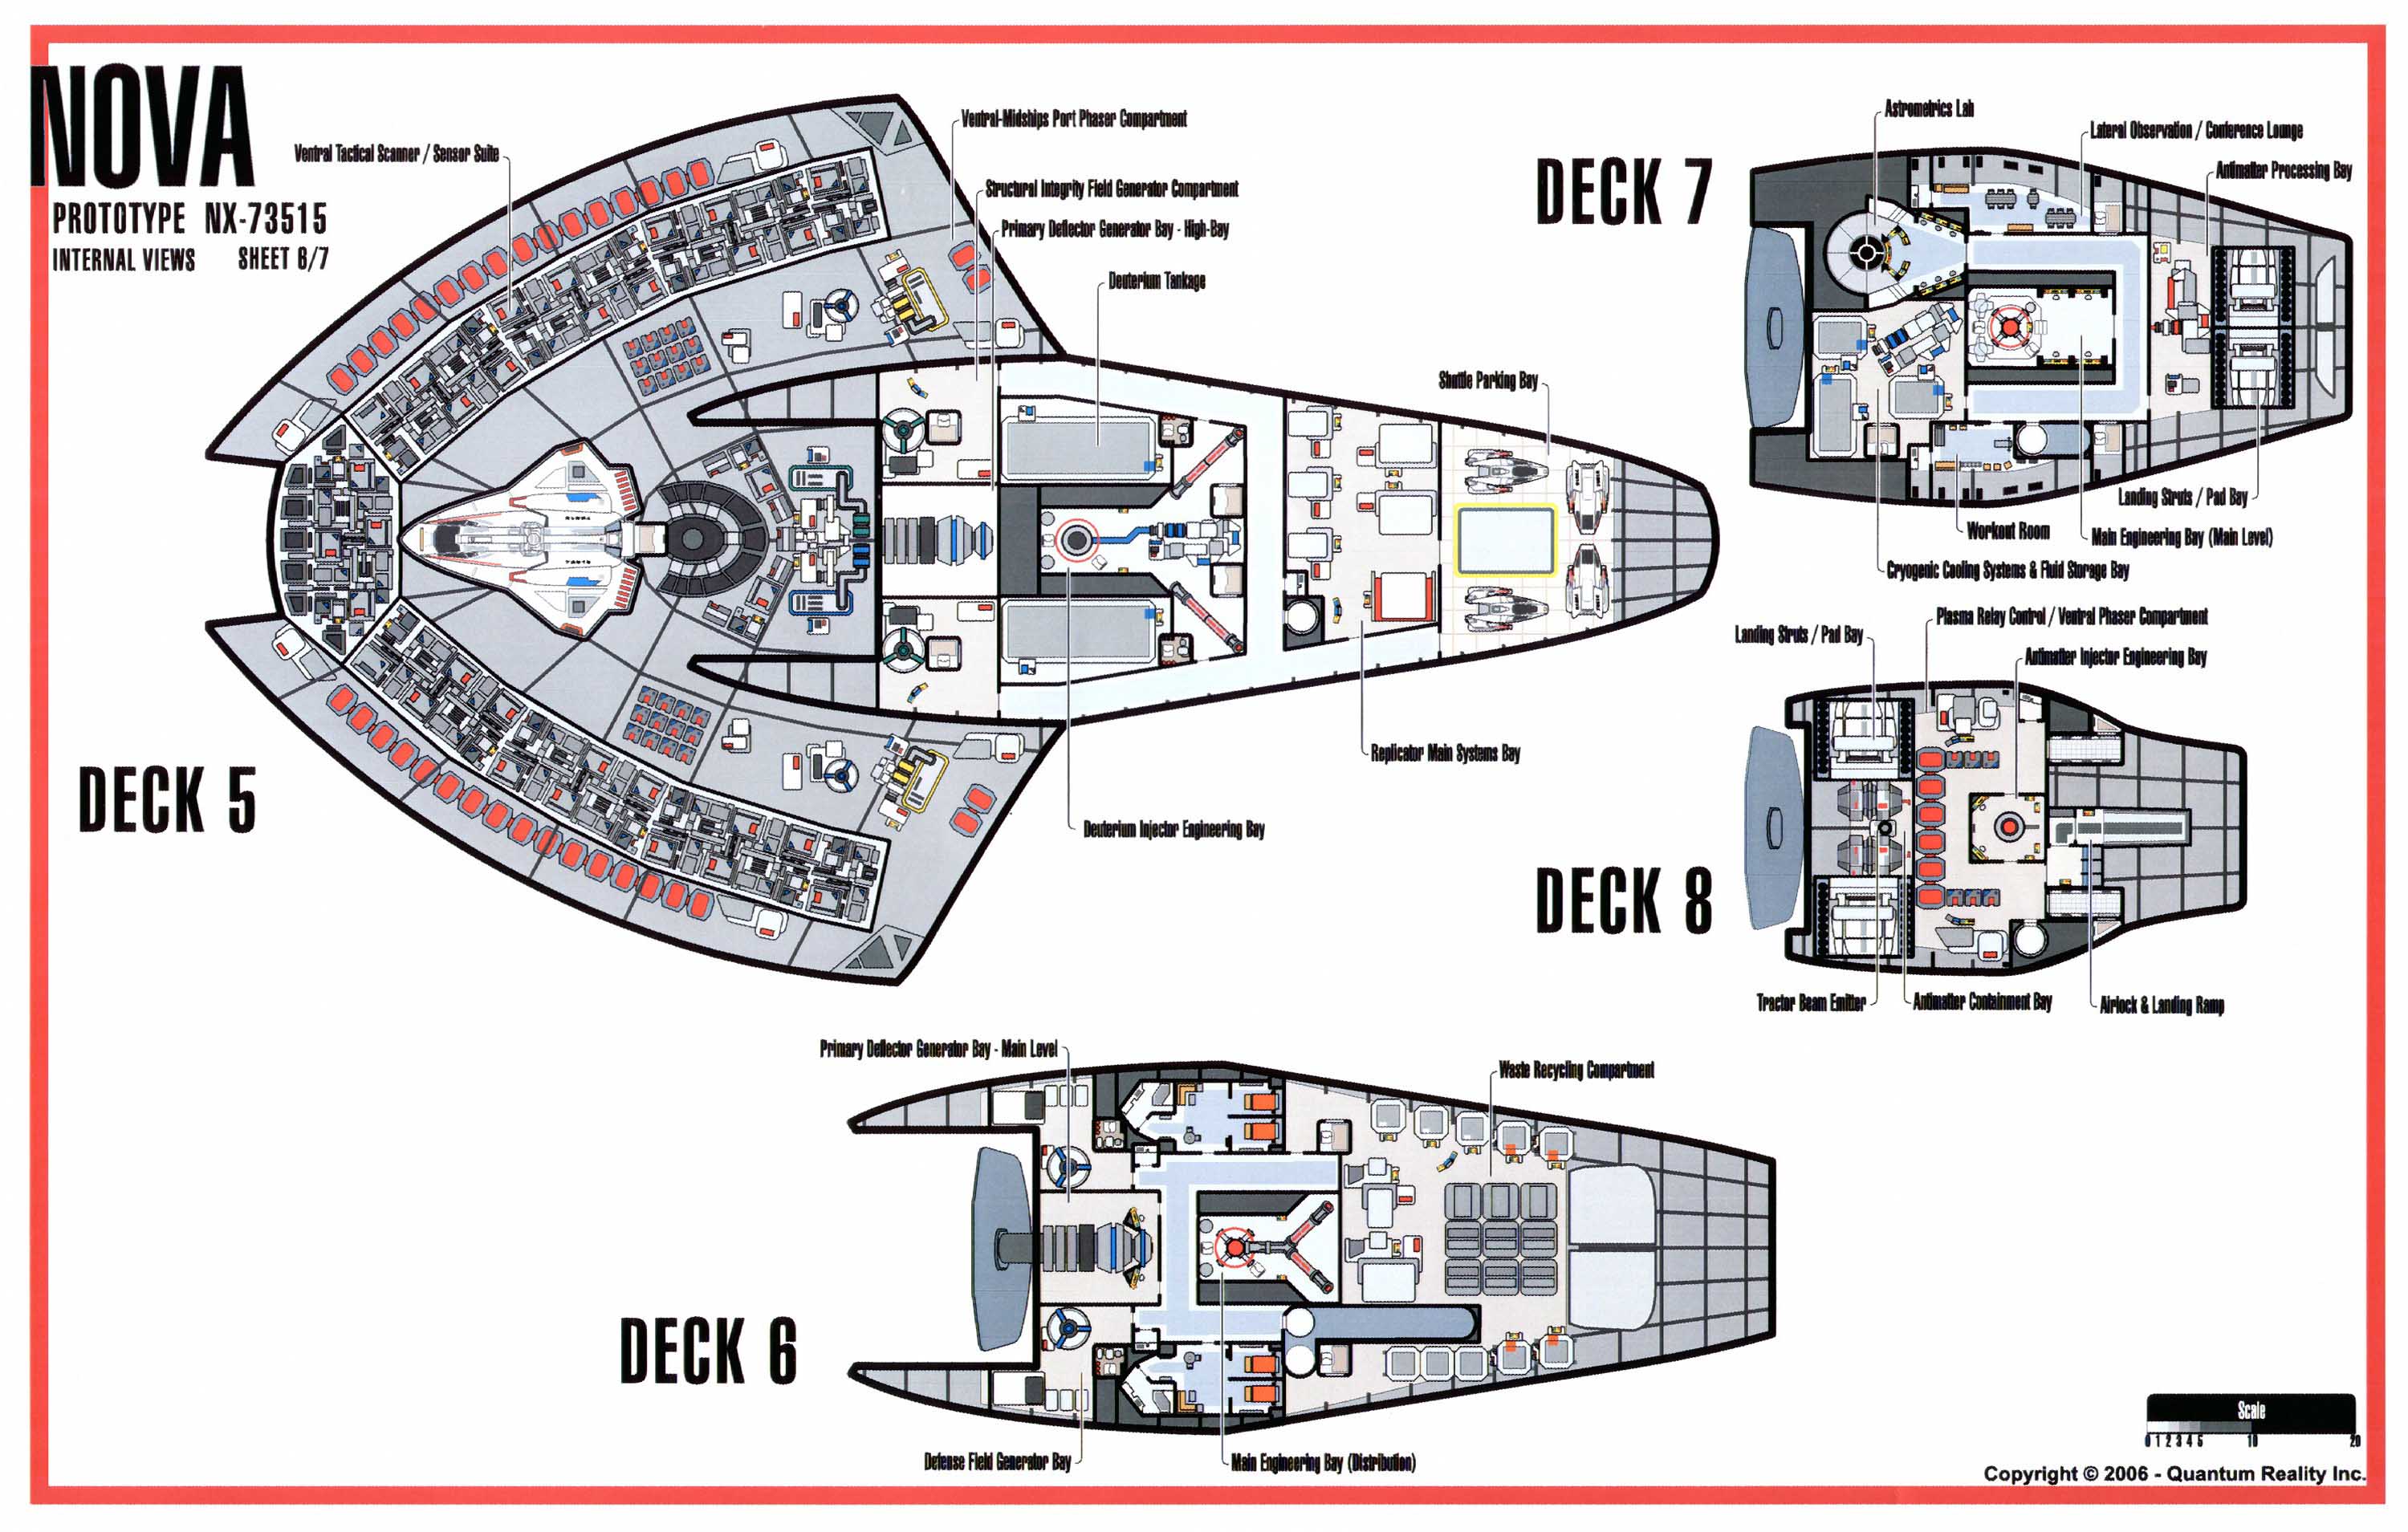 NOVA
PROTOTYPE NX-73515
INTERNAL VIEWS SHEET 6/7
Ventral Tactical Scanner / Sensor Suite
Ventral-Midships Port Phaser Compartment
Structural Integrity Field Generator Compartment
Primary Deflector Generator Bay - High-Bay
Deuterium Tankage
Shuttle Parking Bay
Replicator Main Systems Bay
Deuterium Injector Engineering Bay
DECK 5
DECK 7
Astrometrics Lab
Lateral Observation / Conference Lounge
Antimatter Processing Bay
Landing Struts / Pad Bay
Workout Room
Main Engineering Bay (Main Level)
Cryogenic Cooling Systems & Fluid Storage Bay
Plasma Relay Control / Ventral Phaser Compartment
Landing Struts / Pad Bay
Antimatter Injector Engineering Bay
DECK 8
Tractor Beam Emitter
Antimatter Containment Bay
Airlock & Landing Ramp
Primary Deflector Generator Bay - Main Level
Waste Recycling Compartment
DECK 6
Defense Field Generator Bay
Main Engineering Bay (Distribution)
Scale
0 1 2 3 4 5 10 20
Copyright © 2006 - Quantum Reality Inc.